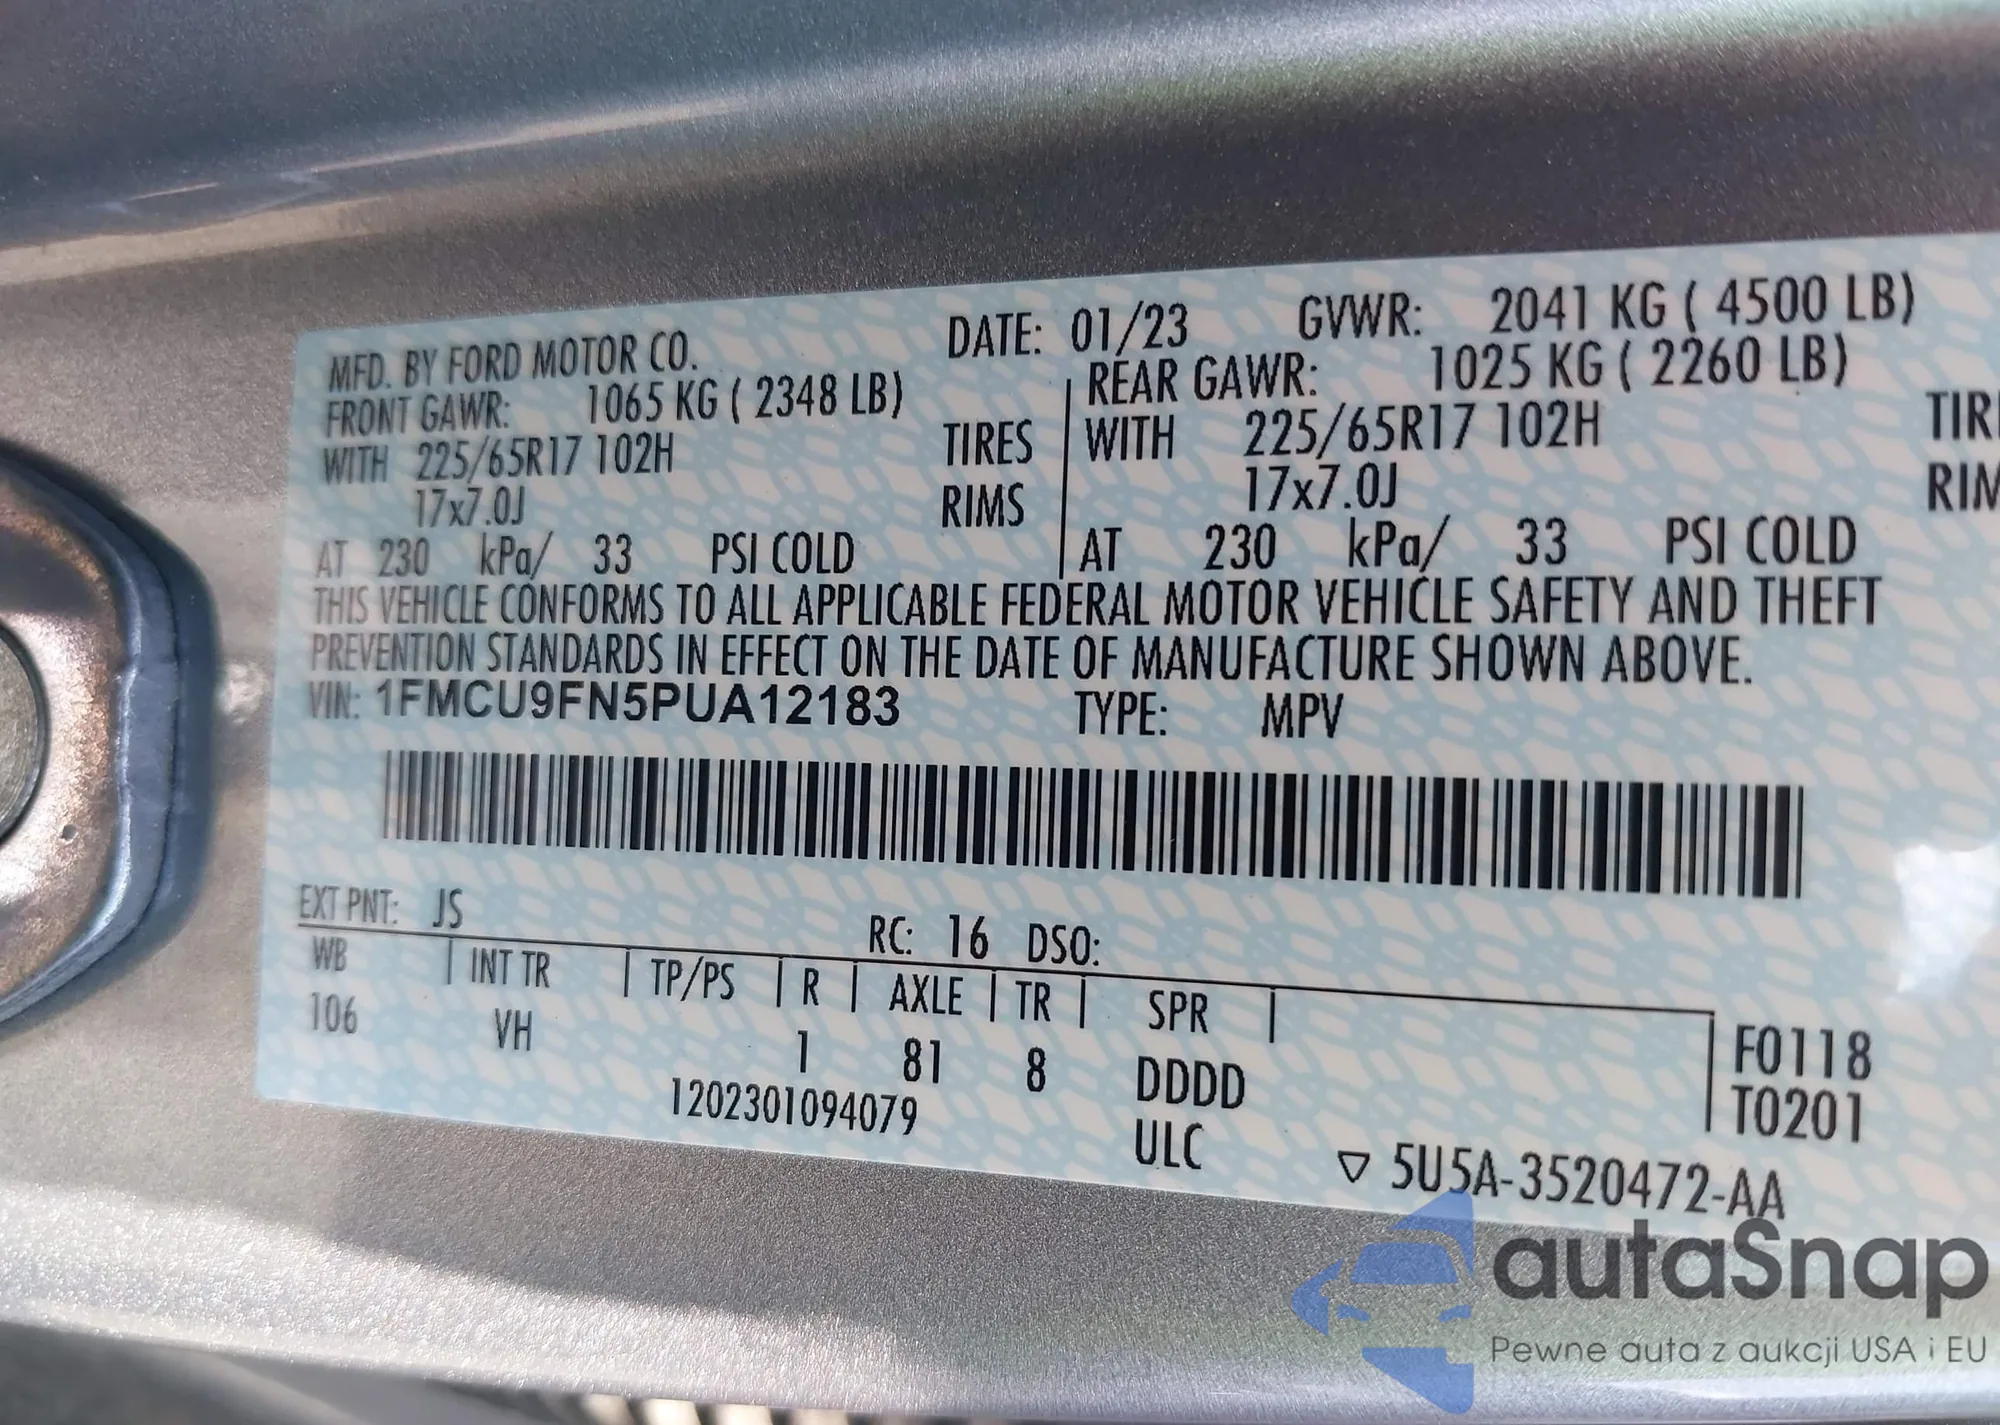 MFD. BY FORD MOTOR CO. DATE: 01/23 GVWR: 2041 KG ( 4500 LB)
FRONT GAWR: 1065 KG ( 2348 LB) REAR GAWR: 1025 KG ( 2260 LB)
WITH 225/65R17 102H TIRES WITH 225/65R17 102H TIRE
17x7.0J RIMS 17x7.0J RIM
AT 230 kPa/ 33 PSI COLD AT 230 kPa/ 33 PSI COLD
THIS VEHICLE CONFORMS TO ALL APPLICABLE FEDERAL MOTOR VEHICLE SAFETY AND THEFT
PREVENTION STANDARDS IN EFFECT ON THE DATE OF MANUFACTURE SHOWN ABOVE.
VIN: 1FMCU9FN5PUA12183 TYPE: MPV
EXT PNT: JS RC: 16 DSO:
WB INT TR TP/PS R AXLE TR SPR
106 VH 1 81 8 DDDD F0118
1202301094079 ULC T0201
▽ 5U5A-3520472-AA
autaSnap
Pewne auta z aukcji USA i EU